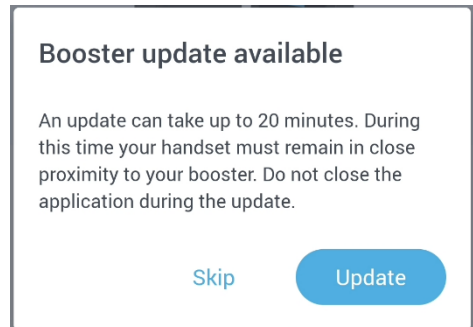 Booster update available
An update can take up to 20 minutes. During
this time your handset must remain in close
proximity to your booster. Do not close the
application during the update.
Skip
Update